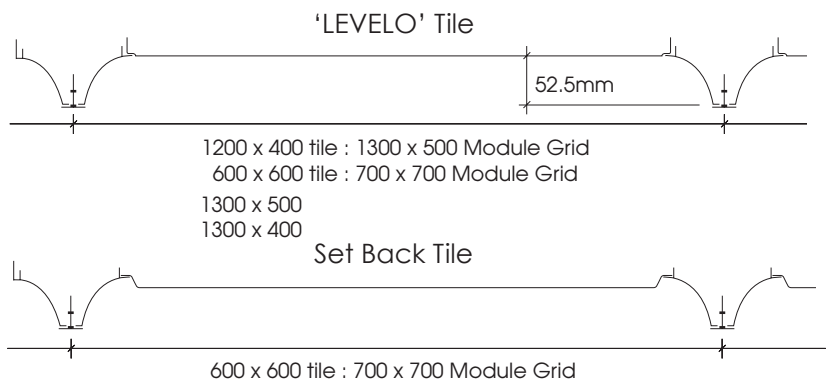 ‘LEVELO’ Tile
52.5mm
1200 x 400 tile : 1300 x 500 Module Grid
600 x 600 tile : 700 x 700 Module Grid
1300 x 500
1300 x 400
Set Back Tile
600 x 600 tile : 700 x 700 Module Grid